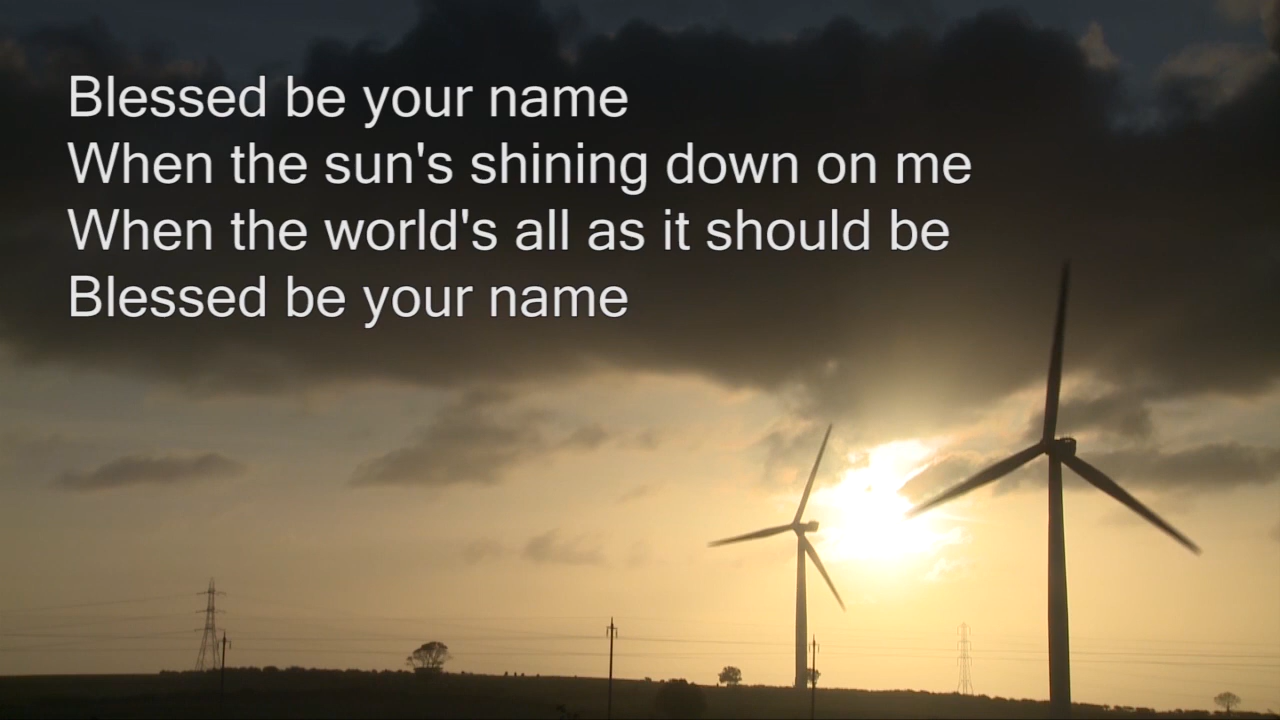 Blessed be your name
When the sun's shining down on me
When the world's all as it should be
Blessed be your name